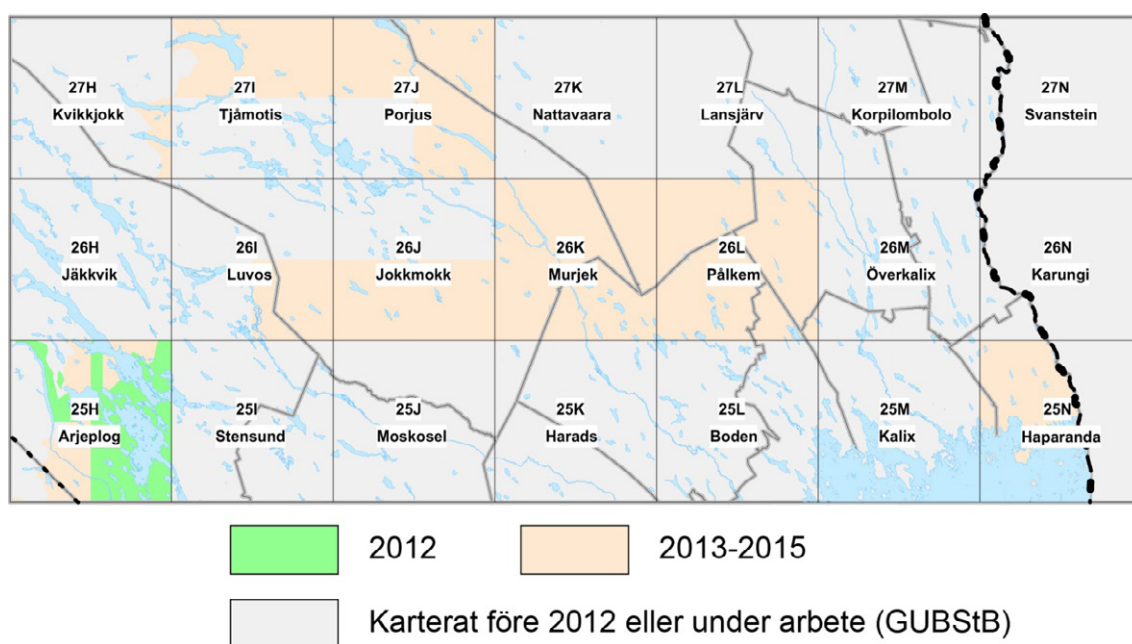 27H
Kvikkjokk
27I
Tjåmotis
27J
Porjus
27K
Nattavaara
27L
Lansjärv
27M
Korpilombolo
27N
Svanstein
26H
Jäkkvik
26I
Luvos
26J
Jokkmokk
26K
Murjek
26L
Pålkem
26M
Överkalix
26N
Karungi
25H
Arjeplog
25I
Stensund
25J
Moskosel
25K
Harads
25L
Boden
25M
Kalix
25N
Haparanda
2012
2013-2015
Karterat före 2012 eller under arbete (GUBStB)